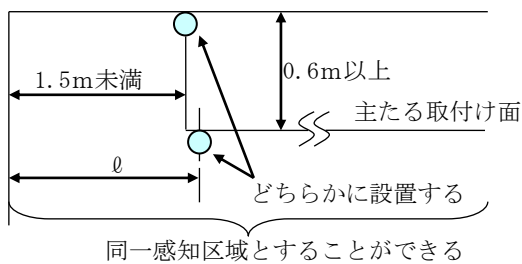 1.5m未満
0.6m以上
主たる取付け面
ℓ
どちらかに設置する
同一感知区域とすることができる